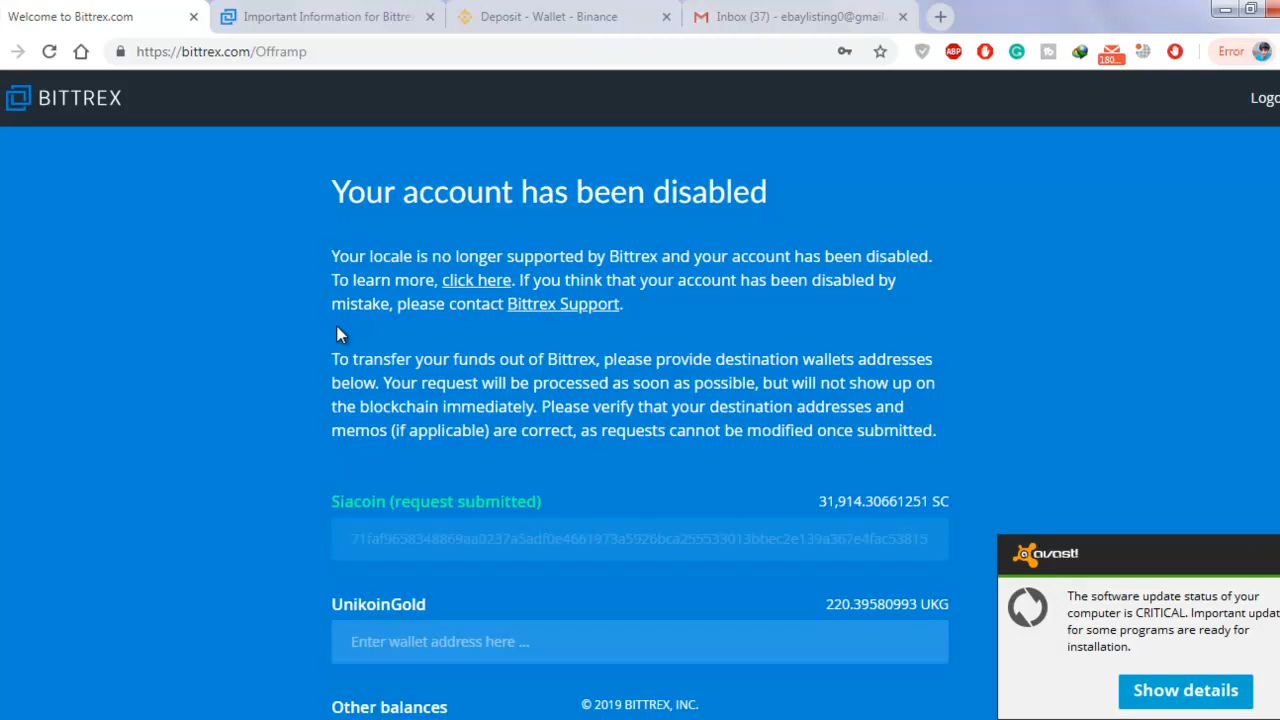 Welcome to Bittrex.com
Important Information for Bittre
Deposit - Wallet - Binance
Inbox (37) - ebaylisting0@gmail.
https://bittrex.com/Offramp
ABP
180...
Error
BITTREX
Logo
Your account has been disabled
Your locale is no longer supported by Bittrex and your account has been disabled.
To learn more, click here. If you think that your account has been disabled by
mistake, please contact Bittrex Support.
To transfer your funds out of Bittrex, please provide destination wallets addresses
below. Your request will be processed as soon as possible, but will not show up on
the blockchain immediately. Please verify that your destination addresses and
memos (if applicable) are correct, as requests cannot be modified once submitted.
Siacoin (request submitted) 31,914.30661251 SC
UnikoinGold 220.39580993 UKG
Enter wallet address here ...
Other balances
© 2019 BITTREX, INC.
avast!
The software update status of your
computer is CRITICAL. Important updat
for some programs are ready for
installation.
Show details